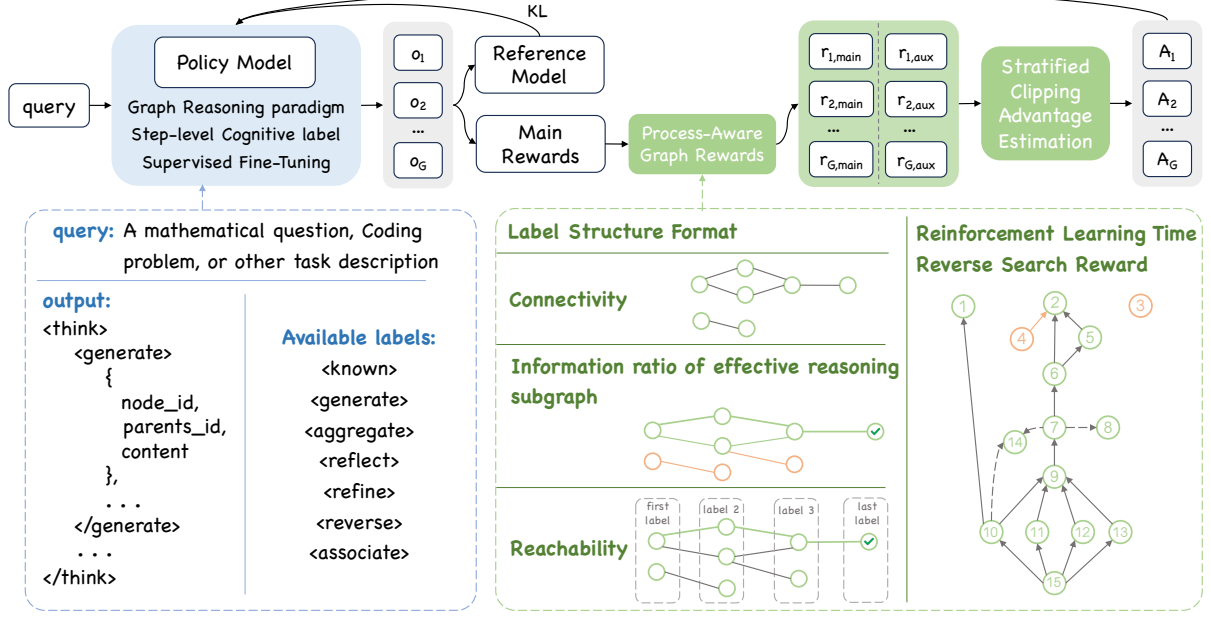 KL
query
Policy Model
Graph Reasoning paradigm
Step-level Cognitive label
Supervised Fine-Tuning
o1
o2
...
oG
Reference
Model
Main
Rewards
Process-Aware
Graph Rewards
r1,main
r1,aux
r2,main
r2,aux
...
...
rG,main
rG,aux
Stratified
Clipping
Advantage
Estimation
A1
A2
...
AG
query: A mathematical question, Coding
problem, or other task description
output:
<think>
<generate>
{
node_id,
parents_id,
content
},
. . .
</generate>
. . .
</think>
Available labels:
<known>
<generate>
<aggregate>
<reflect>
<refine>
<reverse>
<associate>
Label Structure Format
Connectivity
Information ratio of effective reasoning
subgraph
Reachability
first
label
label 2
label 3
last
label
Reinforcement Learning Time
Reverse Search Reward
1
2
3
4
5
6
7
8
14
9
10
11
12
13
15